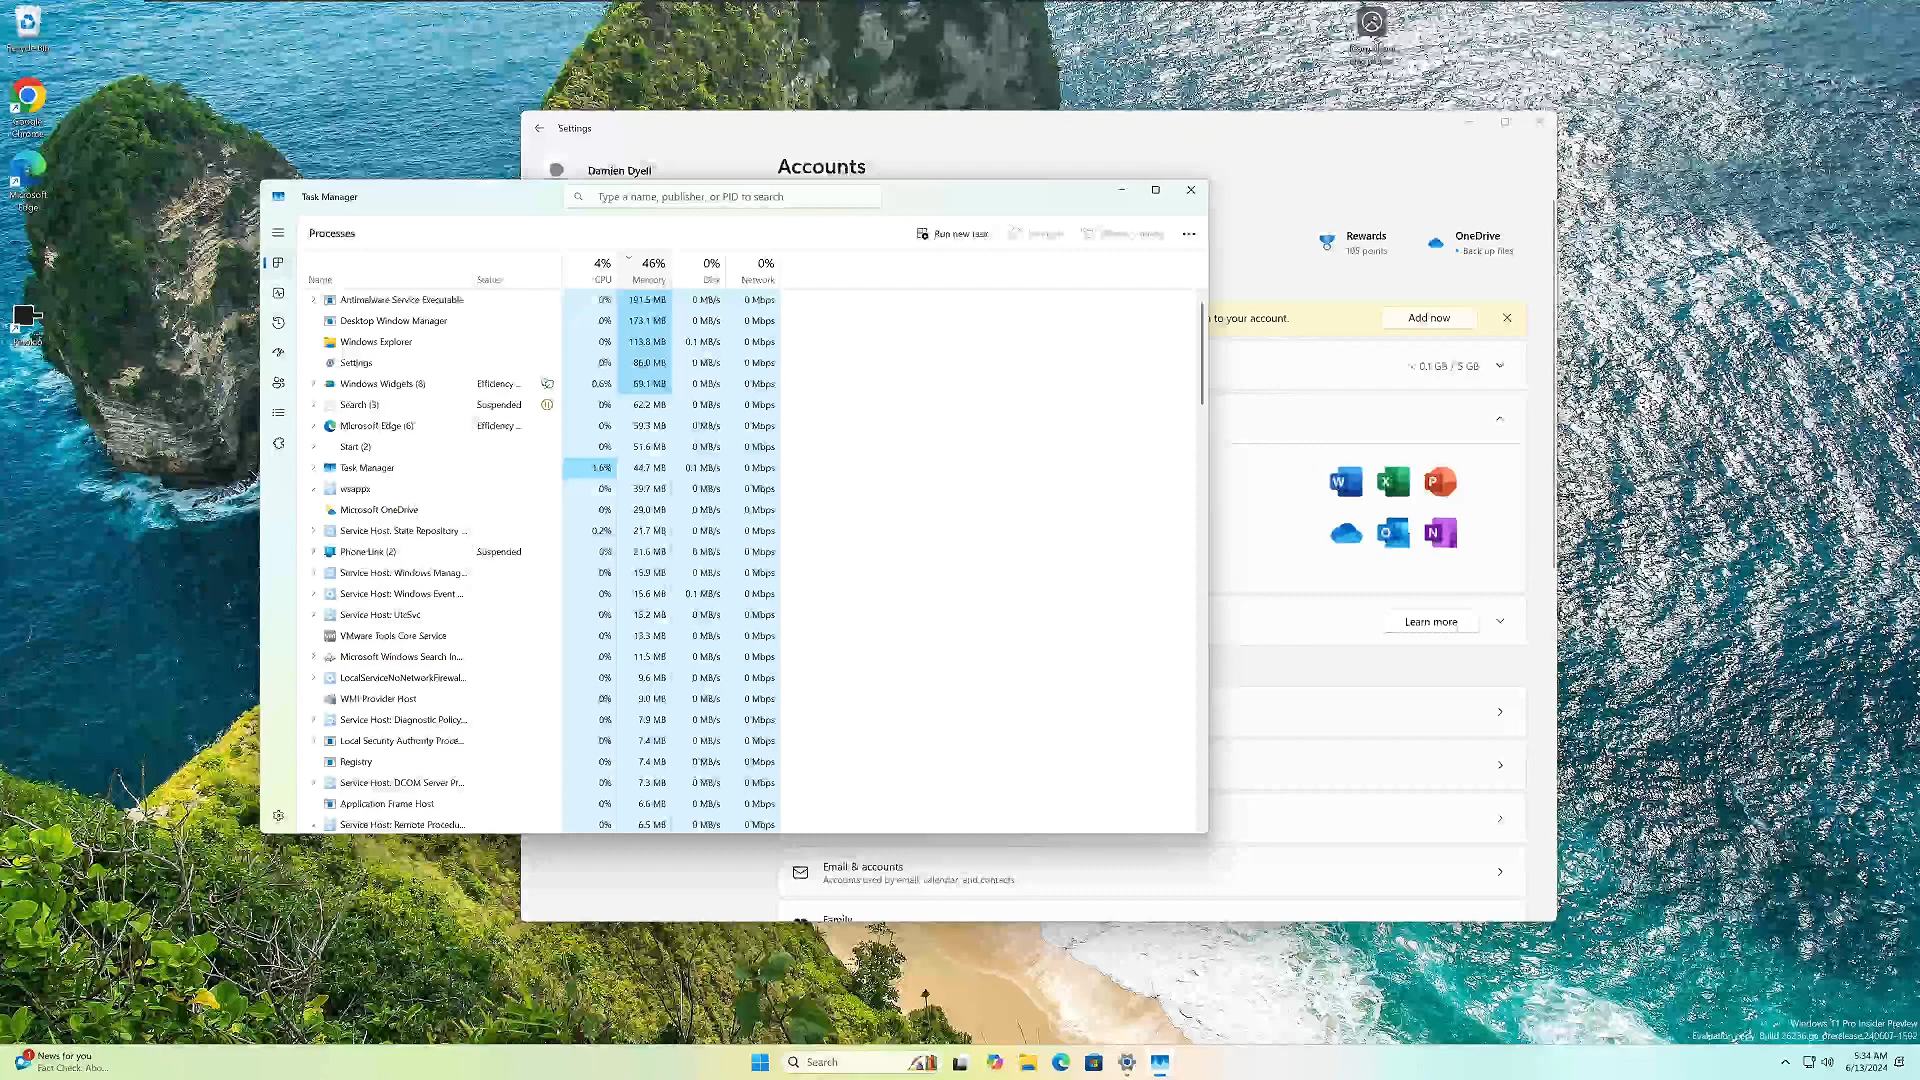 Recycle Bin
Google
Chrome
Microsoft
Edge
Settings
Damien Dyell
Accounts
Rewards
105 points
OneDrive
• Back up files
n to your account.
Add now
0.1 GB / 5 GB
Learn more
Email & accounts
Accounts used by email, calendar, and contacts
Family
Task Manager
Type a name, publisher, or PID to search
Processes
Run new task
4% 46% 0% 0%
Name Status CPU Memory Disk Network
Antimalware Service Executable 0% 191.5 MB 0 MB/s 0 Mbps
Desktop Window Manager 0% 173.1 MB 0 MB/s 0 Mbps
Windows Explorer 0% 113.8 MB 0.1 MB/s 0 Mbps
Settings 0% 86.0 MB 0 MB/s 0 Mbps
Windows Widgets (8) Efficiency ... 0.6% 69.1 MB 0 MB/s 0 Mbps
Search (3) Suspended 0% 62.2 MB 0 MB/s 0 Mbps
Microsoft Edge (6) Efficiency ... 0% 59.3 MB 0 MB/s 0 Mbps
Start (2) 0% 51.6 MB 0 MB/s 0 Mbps
Task Manager 1.6% 44.7 MB 0.1 MB/s 0 Mbps
wsappx 0% 39.7 MB 0 MB/s 0 Mbps
Microsoft OneDrive 0% 29.0 MB 0 MB/s 0 Mbps
Service Host: State Repository ... 0.2% 21.7 MB 0 MB/s 0 Mbps
Phone Link (2) Suspended 0% 21.6 MB 0 MB/s 0 Mbps
Service Host: Windows Manag... 0% 15.9 MB 0 MB/s 0 Mbps
Service Host: Windows Event ... 0% 15.6 MB 0.1 MB/s 0 Mbps
Service Host: UtcSvc 0% 15.2 MB 0 MB/s 0 Mbps
VMware Tools Core Service 0% 13.3 MB 0 MB/s 0 Mbps
Microsoft Windows Search In... 0% 11.5 MB 0 MB/s 0 Mbps
LocalServiceNoNetworkFirewal... 0% 9.6 MB 0 MB/s 0 Mbps
WMI Provider Host 0% 9.0 MB 0 MB/s 0 Mbps
Service Host: Diagnostic Policy... 0% 7.9 MB 0 MB/s 0 Mbps
Local Security Authority Proce... 0% 7.4 MB 0 MB/s 0 Mbps
Registry 0% 7.4 MB 0 MB/s 0 Mbps
Service Host: DCOM Server Pr... 0% 7.3 MB 0 MB/s 0 Mbps
Application Frame Host 0% 6.6 MB 0 MB/s 0 Mbps
Service Host: Remote Procedu... 0% 6.5 MB 0 MB/s 0 Mbps
Windows 11 Pro Insider Preview
Evaluation copy. Build 26236.ge_prerelease.240607-1502
1
News for you
Fact Check: Abo...
Search
5:34 AM
6/13/2024